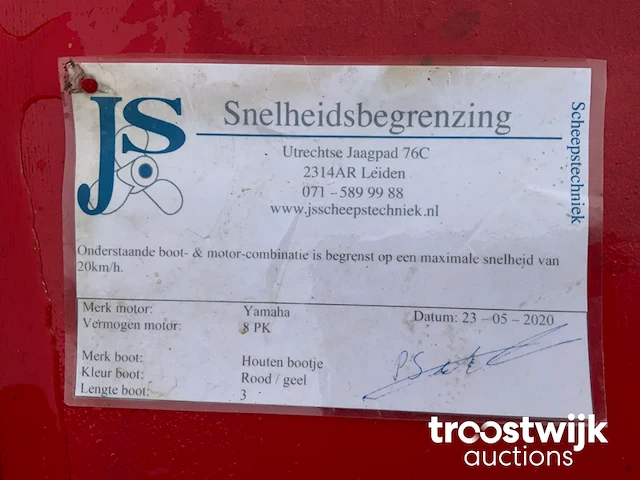 JS
Snelheidsbegrenzing
Scheepstechniek
Utrechtse Jaagpad 76C
2314AR Leiden
071 – 589 99 88
www.jsscheepstechniek.nl
Onderstaande boot- & motor-combinatie is begrenst op een maximale snelheid van
20km/h.
Merk motor: Yamaha Datum: 23 – 05 – 2020
Vermogen motor: 8 PK
Merk boot: Houten bootje
Kleur boot: Rood / geel
Lengte boot: 3
troostwijk
auctions